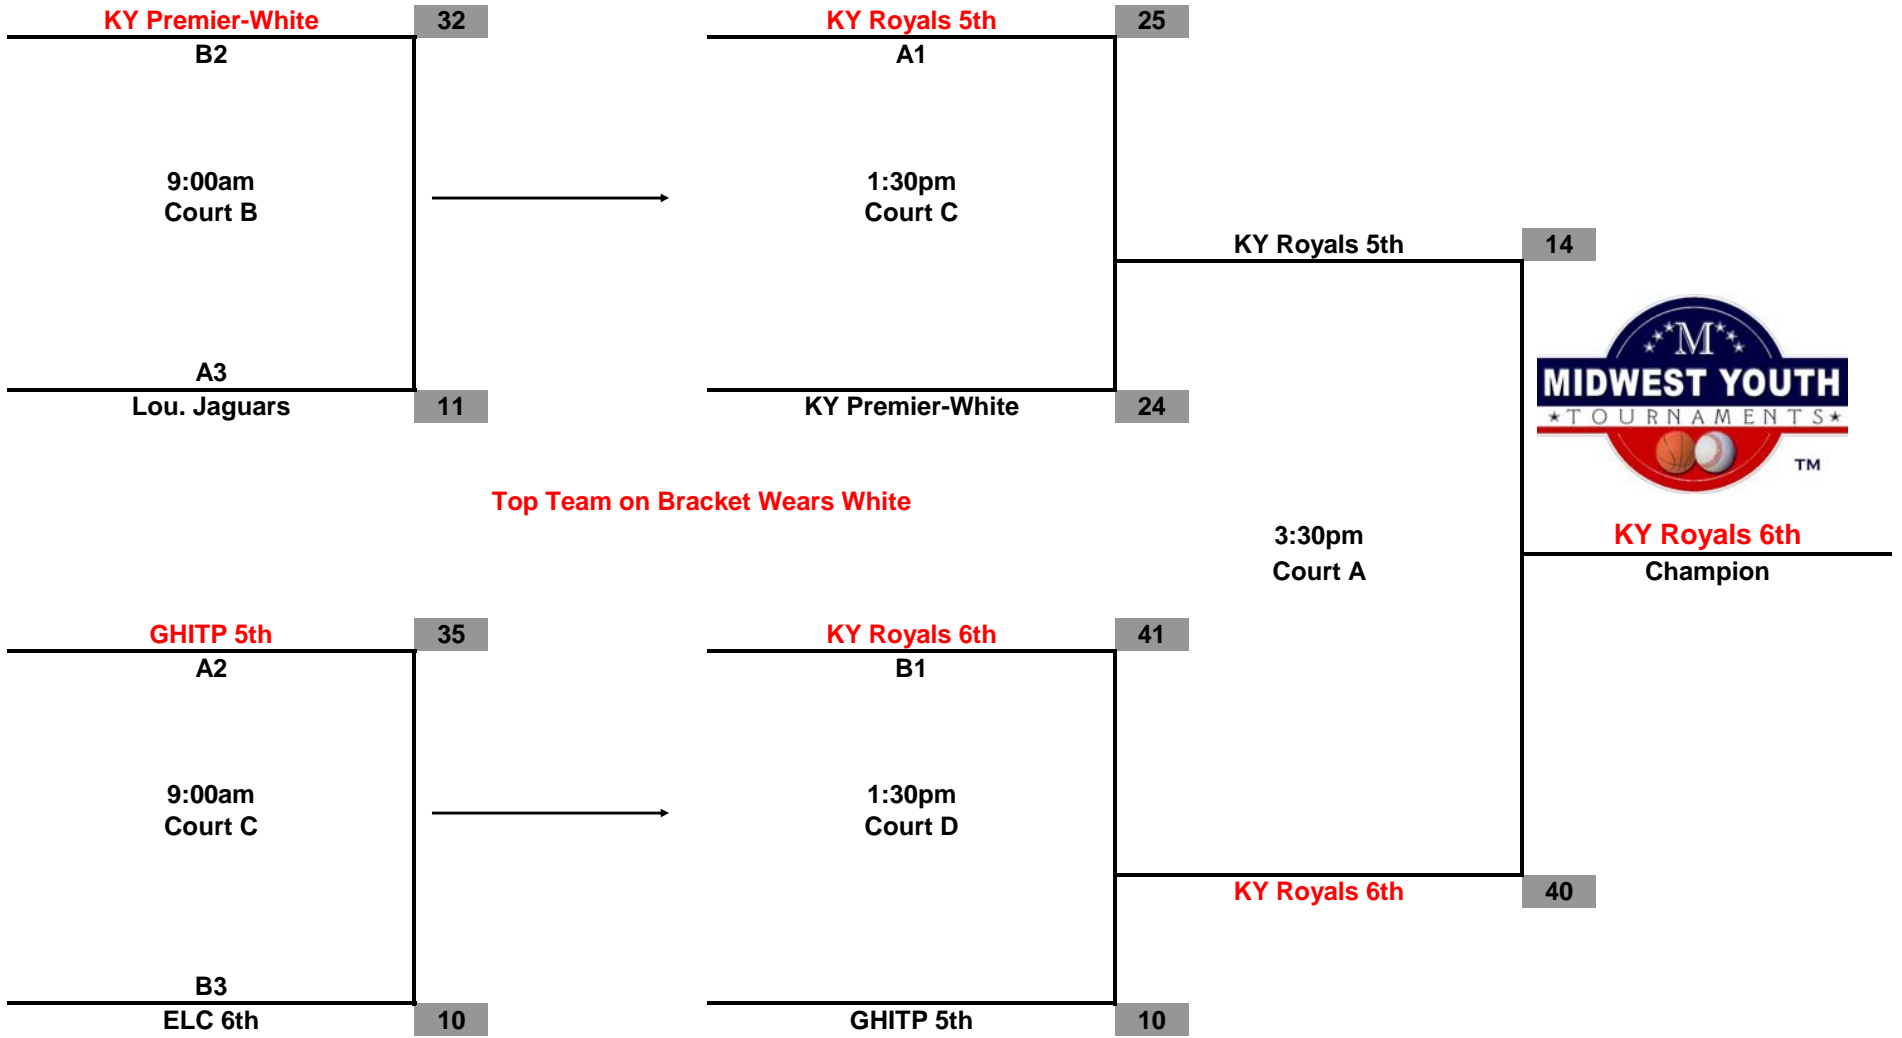 KY Premier-White 32 KY Royals 5th 25
B2 A1
9:00am 1:30pm
Court B Court C
KY Royals 5th 14
A3
Lou. Jaguars 11 KY Premier-White 24
M
MIDWEST YOUTH
TOURNAMENTS
TM
Top Team on Bracket Wears White
3:30pm KY Royals 6th
Court A Champion
GHITP 5th 35 KY Royals 6th 41
A2 B1
9:00am 1:30pm
Court C Court D
KY Royals 6th 40
B3
ELC 6th 10 GHITP 5th 10